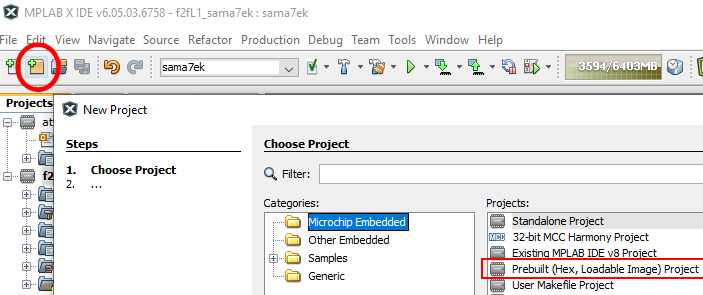 MPLAB X IDE v6.05.03.6758 - f2fL1_sama7ek : sama7ek
File Edit View Navigate Source Refactor Production Debug Team Tools Window Help
sama7ek
3594/6403MB
Projects
New Project
at
f2
Steps
1. Choose Project
2. ...
Choose Project
Filter:
Categories:
Microchip Embedded
Other Embedded
Samples
Generic
Projects:
Standalone Project
MCC 32-bit MCC Harmony Project
Existing MPLAB IDE v8 Project
Prebuilt (Hex, Loadable Image) Project
User Makefile Project